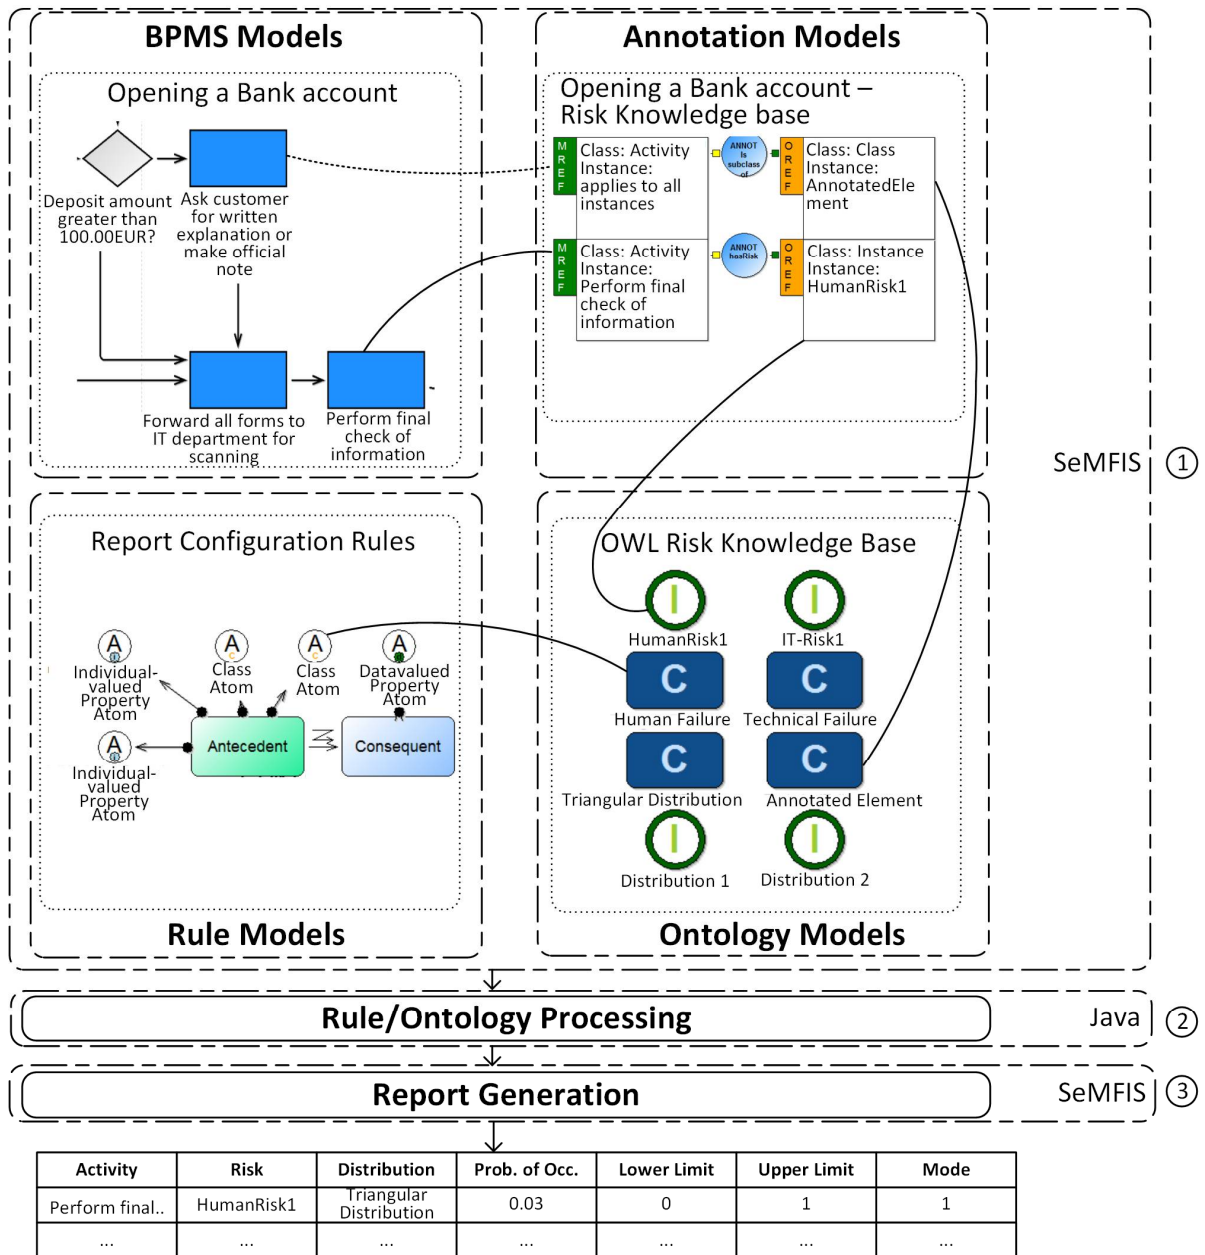 BPMS Models
Opening a Bank account
Deposit amount
greater than
100.00EUR?
Ask customer
for written
explanation or
make official
note
Forward all forms to
IT department for
scanning
Perform final
check of
information
Annotation Models
Opening a Bank account –
Risk Knowledge base
M
R
E
F
Class: Activity
Instance:
applies to all
instances
ANNOT
is
subclass
of
O
R
E
F
Class: Class
Instance:
AnnotatedEle
ment
M
R
E
F
Class: Activity
Instance:
Perform final
check of
information
ANNOT
hasRisk
O
R
E
F
Class: Instance
Instance:
HumanRisk1
SeMFIS 1
Report Configuration Rules
A
Individual-
valued
Property
Atom
A
C
Class
Atom
A
C
Class
Atom
A
Datavalued
Property
Atom
Antecedent
Consequent
A
Individual-
valued
Property
Atom
Rule Models
OWL Risk Knowledge Base
I
HumanRisk1
I
IT-Risk1
C
Human Failure
C
Technical Failure
C
Triangular Distribution
C
Annotated Element
I
Distribution 1
I
Distribution 2
Ontology Models
Rule/Ontology Processing
Java 2
Report Generation
SeMFIS 3
Activity Risk Distribution Prob. of Occ. Lower Limit Upper Limit Mode
Perform final.. HumanRisk1 Triangular Distribution 0.03 0 1 1
... ... ... ... ... ... ...